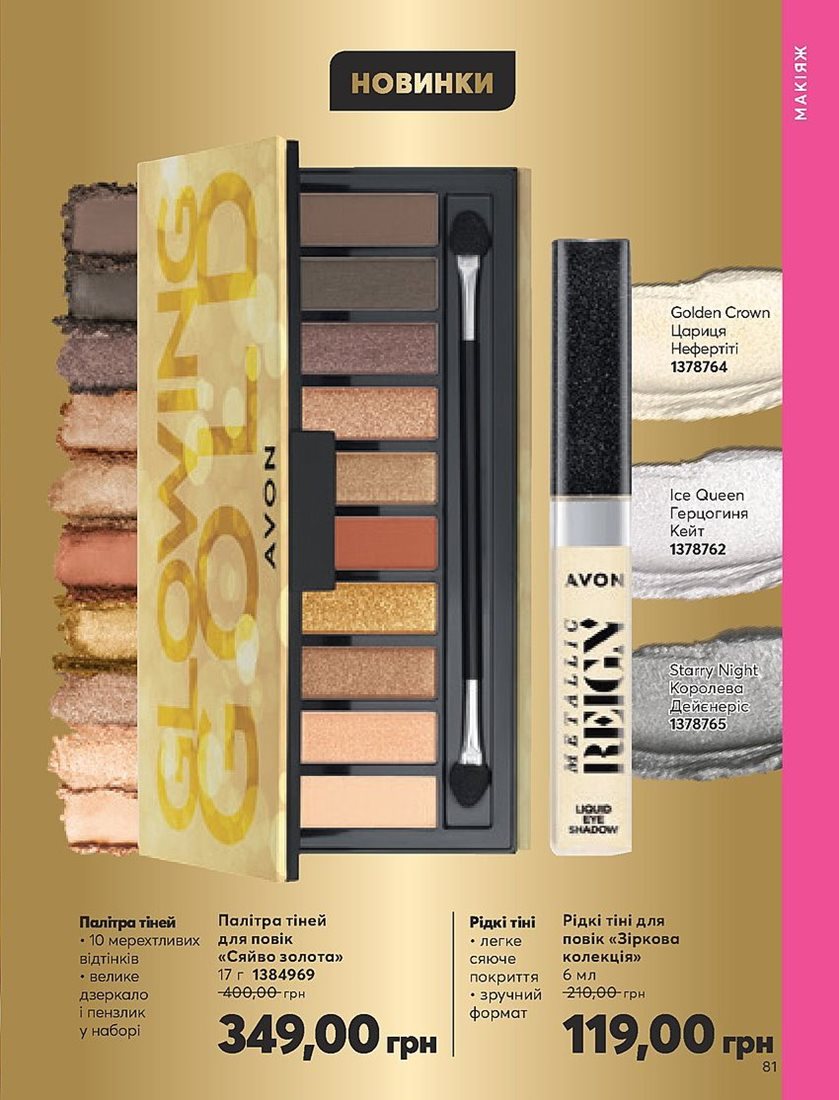 НОВИНКИ
МАКІЯЖ
GLOWING
GOLD
AVON
Golden Crown
Цариця
Нефертіті
1378764
Ice Queen
Герцогиня
Кейт
1378762
Starry Night
Королева
Дейєнеріс
1378765
AVON
METALLIC
REIGN
LIQUID
EYE
SHADOW
Палітра тіней
• 10 мерехтливих
відтінків
• велике
дзеркало
і пензлик
у наборі
Палітра тіней
для повік
«Сяйво золота»
17 г 1384969
400,00 грн
349,00 грн
Рідкі тіні
• легке
сяюче
покриття
• зручний
формат
Рідкі тіні для
повік «Зіркова
колекція»
6 мл
210,00 грн
119,00 грн
81